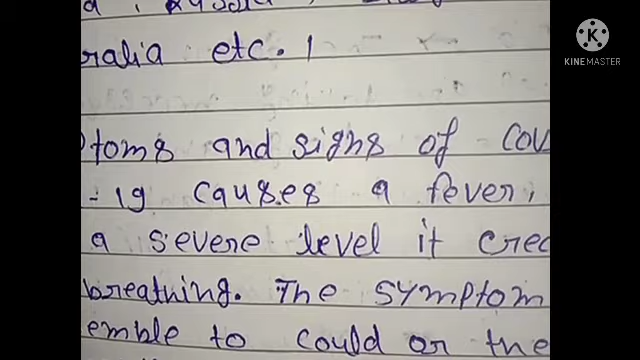 ralia etc. |
toms and signs of cov
- 19 causes a fever,
a severe level it crea
breathing. The symptom
emble to could or the
KINEMASTER